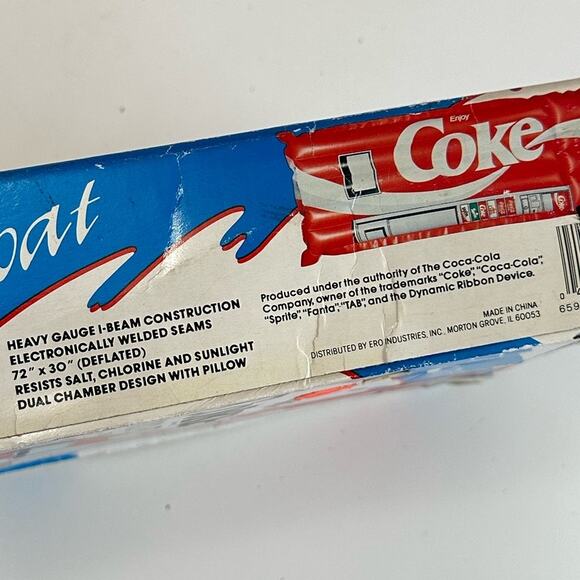 oat
Enjoy
Coke
HEAVY GAUGE I-BEAM CONSTRUCTION
ELECTRONICALLY WELDED SEAMS
72" x 30" (DEFLATED)
RESISTS SALT, CHLORINE AND SUNLIGHT
DUAL CHAMBER DESIGN WITH PILLOW
Produced under the authority of The Coca-Cola
Company, owner of the trademarks "Coke", "Coca-Cola",
"Sprite", "Fanta", "TAB", and the Dynamic Ribbon Device.
MADE IN CHINA
DISTRIBUTED BY ERO INDUSTRIES, INC., MORTON GROVE, IL 60053
0
659